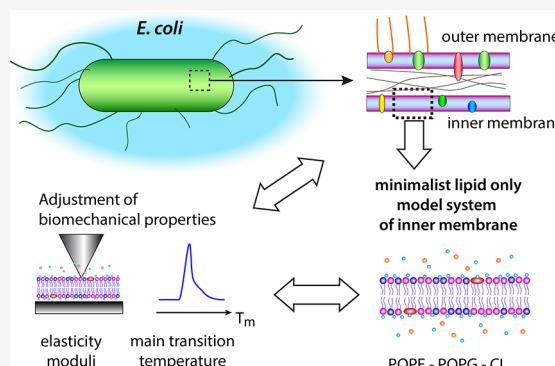 E. coli
outer membrane
inner membran
minimalist lipid only
model system
of inner membrane
Adjustment of
biomechanical properties
Tm
elasticity
moduli
main transition
temperature
POPE - POPG - CL